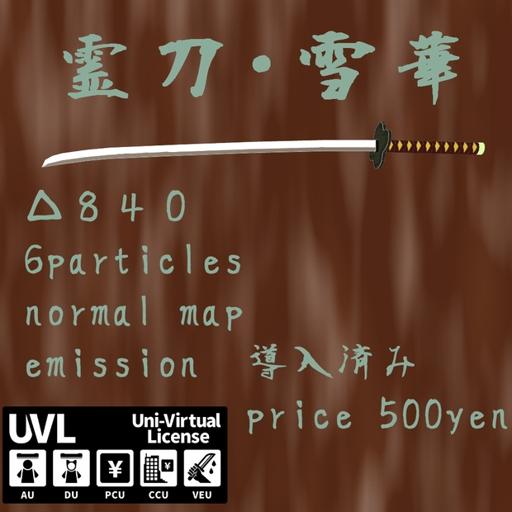 霊刀・雪華
△840
6particles
normal map
emission
導入済み
price 500yen
UVL
Uni-Virtual
License
AU DU PCU CCU VEU